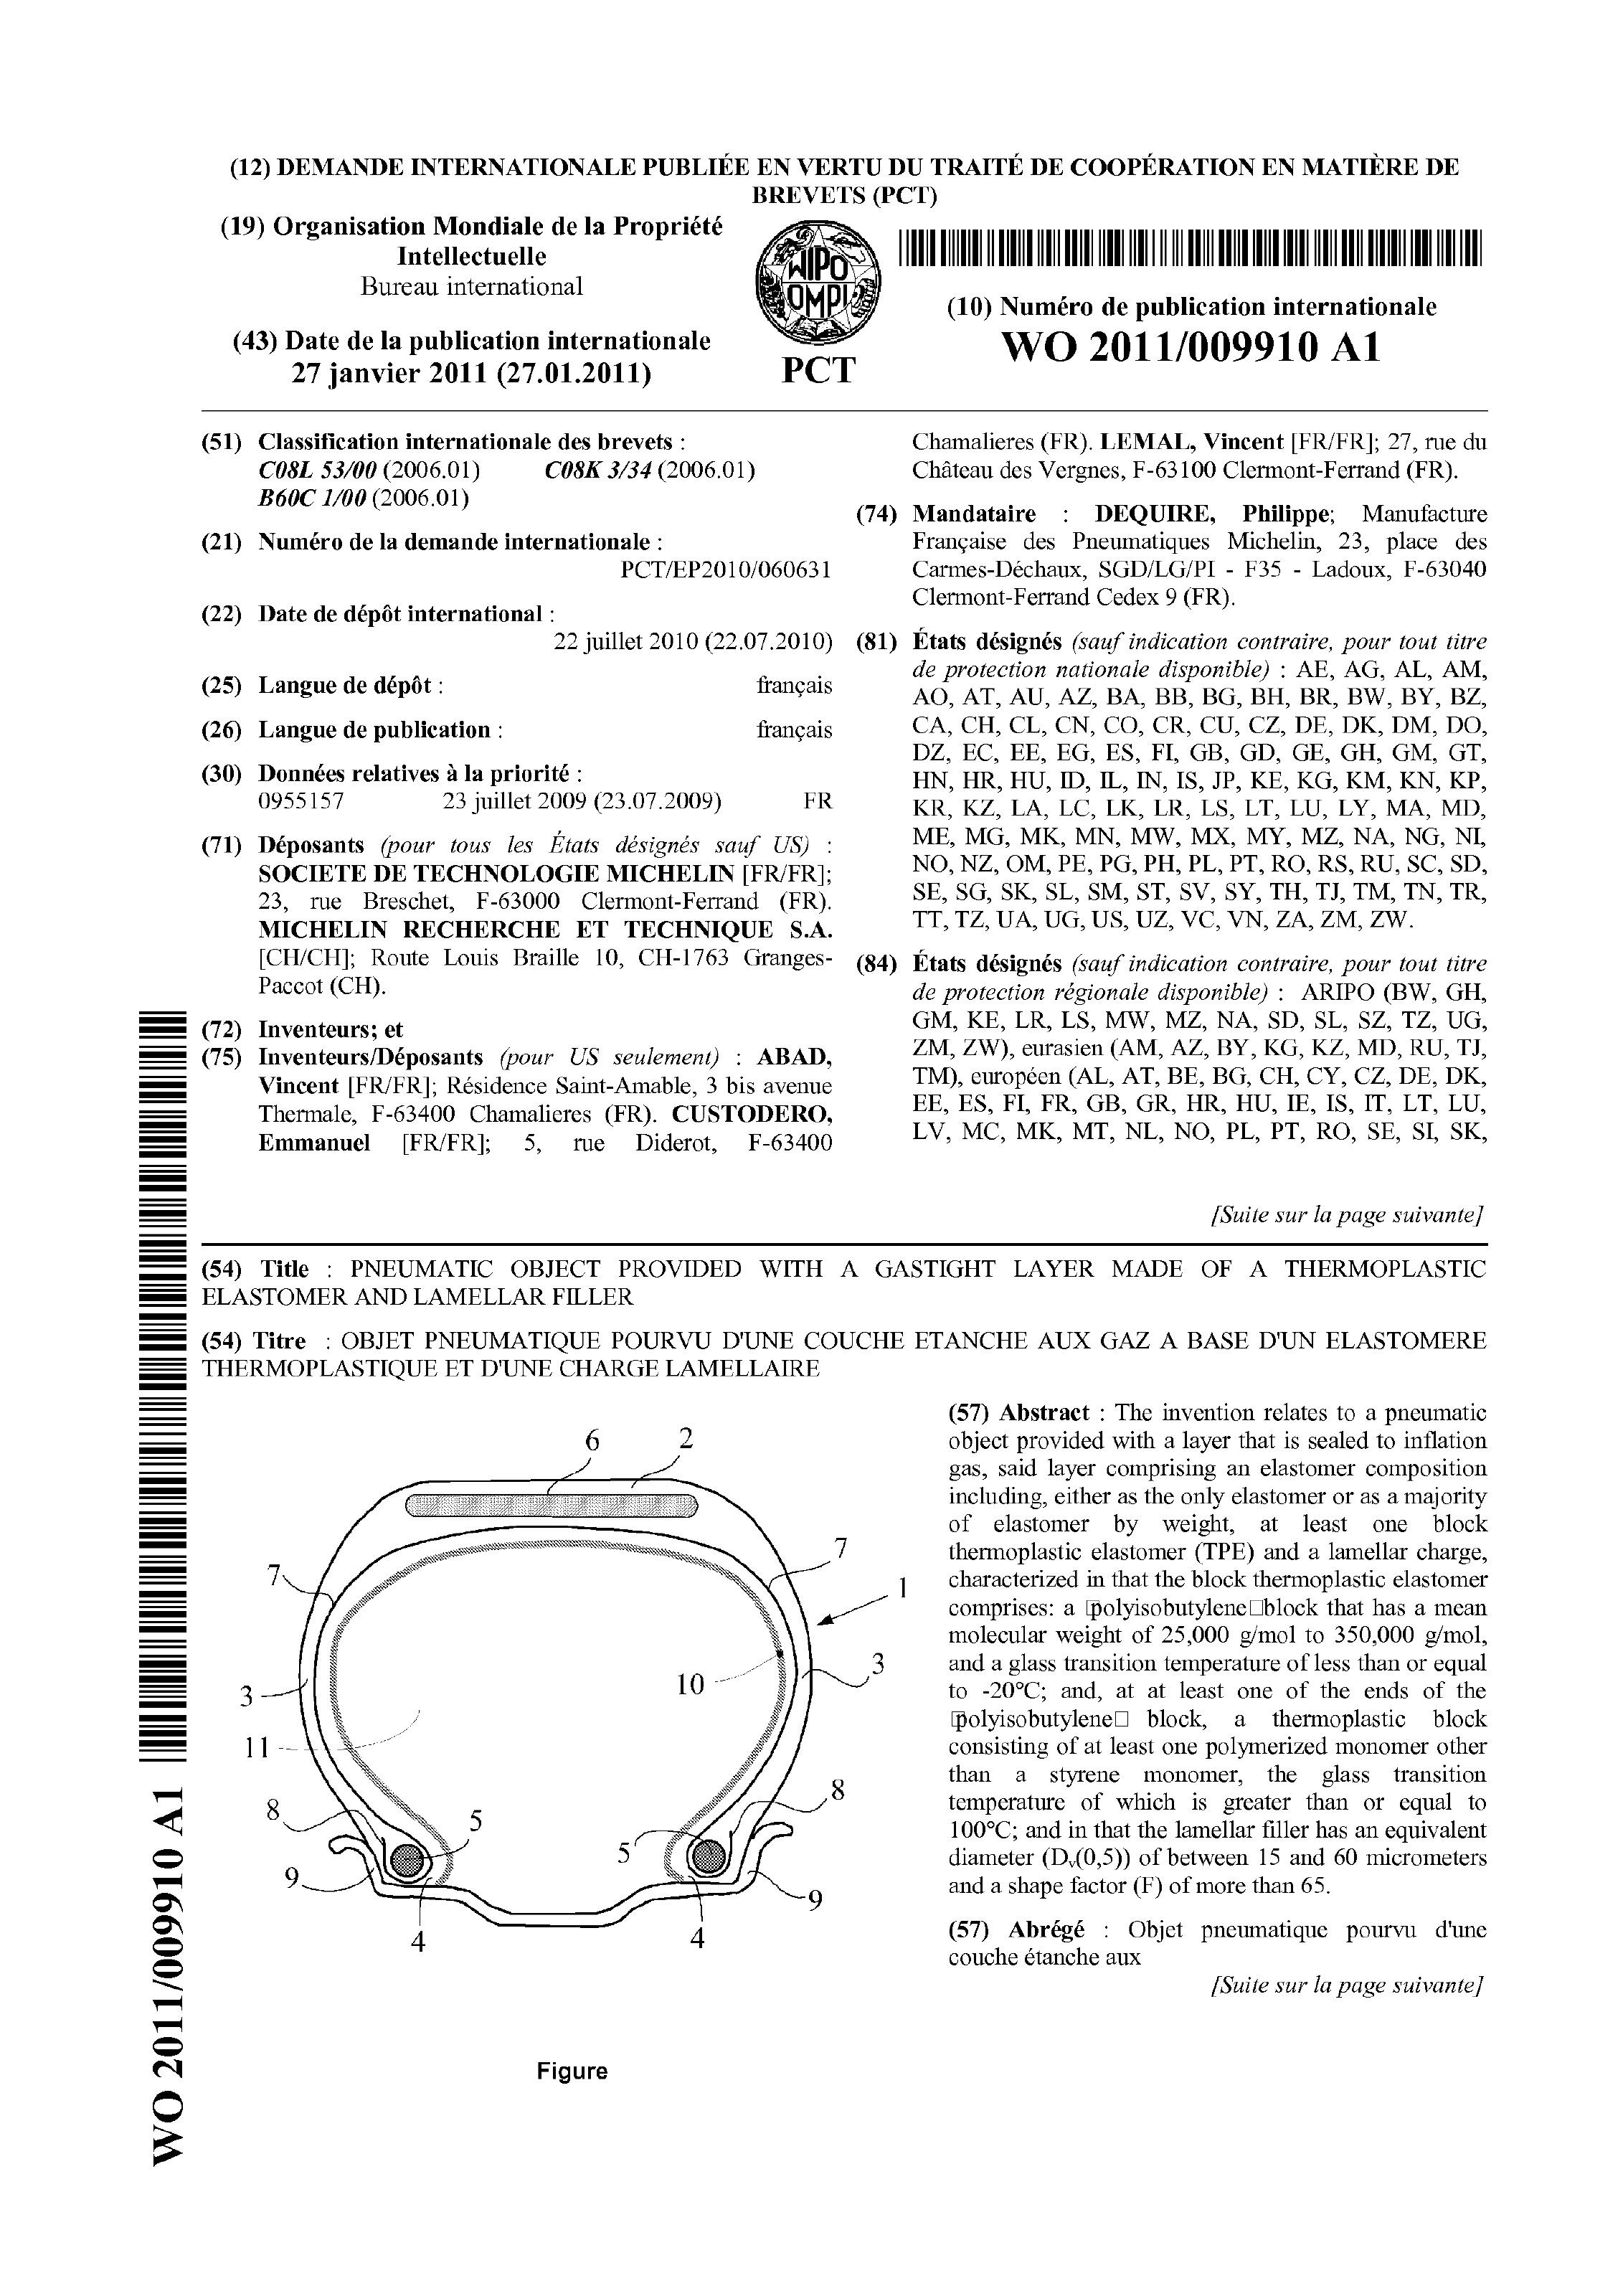 (12) DEMANDE INTERNATIONALE PUBLIÉE EN VERTU DU TRAITÉ DE COOPÉRATION EN MATIÈRE DE
BREVETS (PCT)
(19) Organisation Mondiale de la Propriété
Intellectuelle
Bureau international
(43) Date de la publication internationale
27 janvier 2011 (27.01.2011)
WIPO
OMPI
PCT
(10) Numéro de publication internationale
WO 2011/009910 A1
(51) Classification internationale des brevets :
C08L 53/00 (2006.01) C08K 3/34 (2006.01)
B60C 1/00 (2006.01)
(21) Numéro de la demande internationale :
PCT/EP2010/060631
(22) Date de dépôt international :
22 juillet 2010 (22.07.2010)
(25) Langue de dépôt : français
(26) Langue de publication : français
(30) Données relatives à la priorité :
0955157 23 juillet 2009 (23.07.2009) FR
(71) Déposants (pour tous les États désignés sauf US) :
SOCIETE DE TECHNOLOGIE MICHELIN [FR/FR];
23, rue Breschet, F-63000 Clermont-Ferrand (FR).
MICHELIN RECHERCHE ET TECHNIQUE S.A.
[CH/CH]; Route Louis Braille 10, CH-1763 Granges-
Paccot (CH).
(72) Inventeurs; et
(75) Inventeurs/Déposants (pour US seulement) : ABAD,
Vincent [FR/FR]; Résidence Saint-Amable, 3 bis avenue
Thermale, F-63400 Chamalieres (FR). CUSTODERO,
Emmanuel [FR/FR]; 5, rue Diderot, F-63400
Chamalieres (FR). LEMAL, Vincent [FR/FR]; 27, rue du
Château des Vergnes, F-63100 Clermont-Ferrand (FR).
(74) Mandataire : DEQUIRE, Philippe; Manufacture
Française des Pneumatiques Michelin, 23, place des
Carmes-Déchaux, SGD/LG/PI - F35 - Ladoux, F-63040
Clermont-Ferrand Cedex 9 (FR).
(81) États désignés (sauf indication contraire, pour tout titre
de protection nationale disponible) : AE, AG, AL, AM,
AO, AT, AU, AZ, BA, BB, BG, BH, BR, BW, BY, BZ,
CA, CH, CL, CN, CO, CR, CU, CZ, DE, DK, DM, DO,
DZ, EC, EE, EG, ES, FI, GB, GD, GE, GH, GM, GT,
HN, HR, HU, ID, IL, IN, IS, JP, KE, KG, KM, KN, KP,
KR, KZ, LA, LC, LK, LR, LS, LT, LU, LY, MA, MD,
ME, MG, MK, MN, MW, MX, MY, MZ, NA, NG, NI,
NO, NZ, OM, PE, PG, PH, PL, PT, RO, RS, RU, SC, SD,
SE, SG, SK, SL, SM, ST, SV, SY, TH, TJ, TM, TN, TR,
TT, TZ, UA, UG, US, UZ, VC, VN, ZA, ZM, ZW.
(84) États désignés (sauf indication contraire, pour tout titre
de protection régionale disponible) : ARIPO (BW, GH,
GM, KE, LR, LS, MW, MZ, NA, SD, SL, SZ, TZ, UG,
ZM, ZW), eurasien (AM, AZ, BY, KG, KZ, MD, RU, TJ,
TM), européen (AL, AT, BE, BG, CH, CY, CZ, DE, DK,
EE, ES, FI, FR, GB, GR, HR, HU, IE, IS, IT, LT, LU,
LV, MC, MK, MT, NL, NO, PL, PT, RO, SE, SI, SK,
[Suite sur la page suivante]
(54) Title : PNEUMATIC OBJECT PROVIDED WITH A GASTIGHT LAYER MADE OF A THERMOPLASTIC
ELASTOMER AND LAMELLAR FILLER
(54) Titre : OBJET PNEUMATIQUE POURVU D'UNE COUCHE ETANCHE AUX GAZ A BASE D'UN ELASTOMERE
THERMOPLASTIQUE ET D'UNE CHARGE LAMELLAIRE
6 2
7 7
1
3 10 3
11
8 8
5 5
9 9
4 4
Figure
(57) Abstract : The invention relates to a pneumatic
object provided with a layer that is sealed to inflation
gas, said layer comprising an elastomer composition
including, either as the only elastomer or as a majority
of elastomer by weight, at least one block
thermoplastic elastomer (TPE) and a lamellar charge,
characterized in that the block thermoplastic elastomer
comprises: a □polyisobutylene□block that has a mean
molecular weight of 25,000 g/mol to 350,000 g/mol,
and a glass transition temperature of less than or equal
to -20°C; and, at at least one of the ends of the
□polyisobutylene□ block, a thermoplastic block
consisting of at least one polymerized monomer other
than a styrene monomer, the glass transition
temperature of which is greater than or equal to
100°C; and in that the lamellar filler has an equivalent
diameter (Dv(0,5)) of between 15 and 60 micrometers
and a shape factor (F) of more than 65.
(57) Abrégé : Objet pneumatique pourvu d'une
couche étanche aux
[Suite sur la page suivante]
WO 2011/009910 A1